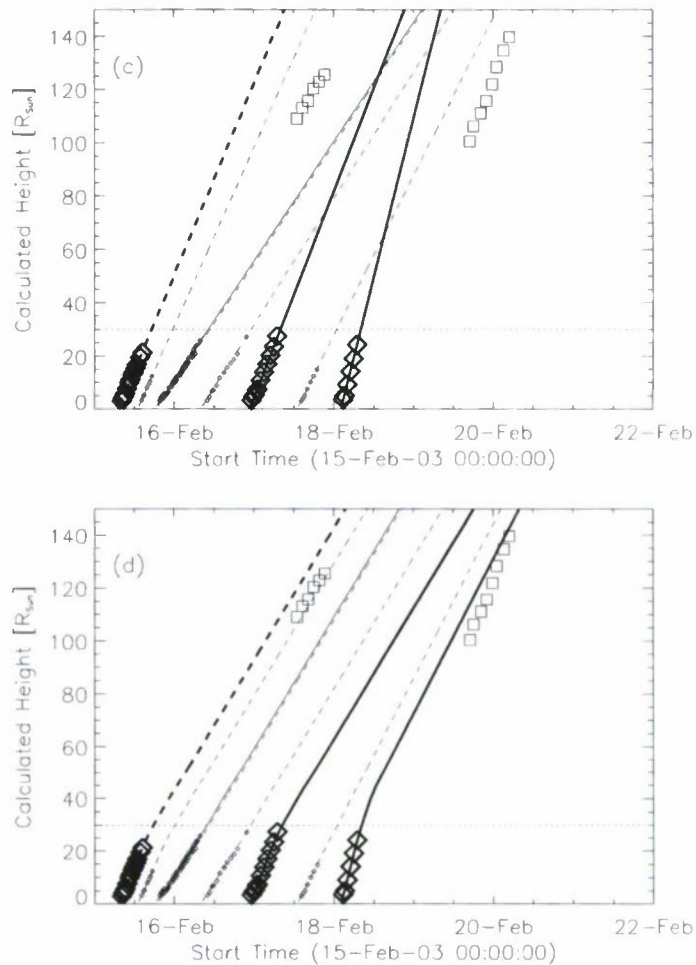 (c)
Calculated Height [Rsun]
140
120
100
80
60
40
20
0
16-Feb 18-Feb 20-Feb 22-Feb
Start Time (15-Feb-03 00:00:00)
(d)
Calculated Height [Rsun]
140
120
100
80
60
40
20
0
16-Feb 18-Feb 20-Feb 22-Feb
Start Time (15-Feb-03 00:00:00)